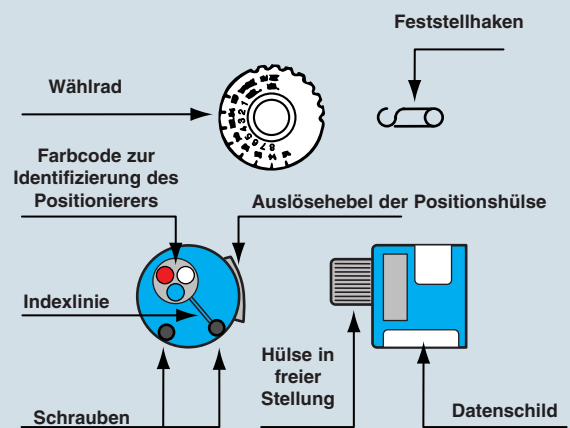 Feststellhaken
Wählrad
Farbcode zur
Identifizierung des
Positionierers
Auslösehebel der Positionshülse
Indexlinie
Hülse in
freier
Stellung
Schrauben
Datenschild